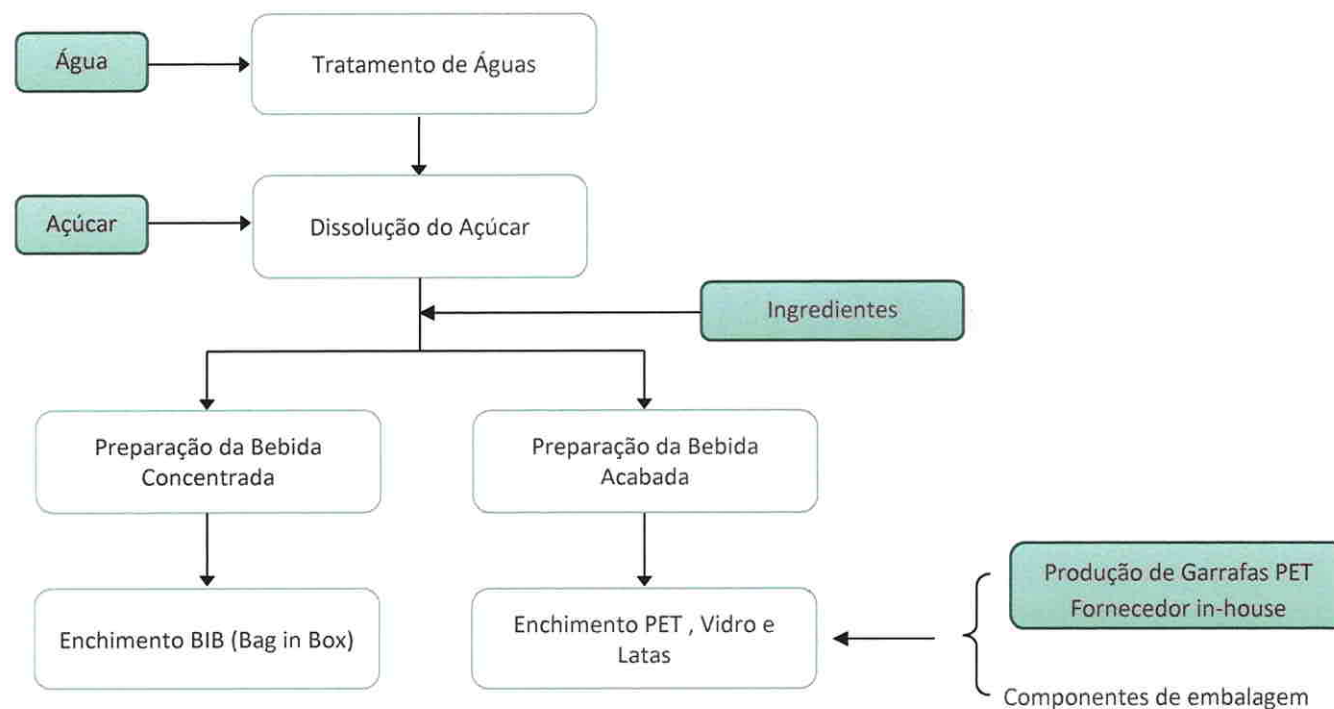 Água
Tratamento de Águas
Açúcar
Dissolução do Açúcar
Ingredientes
Preparação da Bebida
Concentrada
Preparação da Bebida
Acabada
Enchimento BIB (Bag in Box)
Enchimento PET , Vidro e
Latas
Produção de Garrafas PET
Fornecedor in-house
Componentes de embalagem